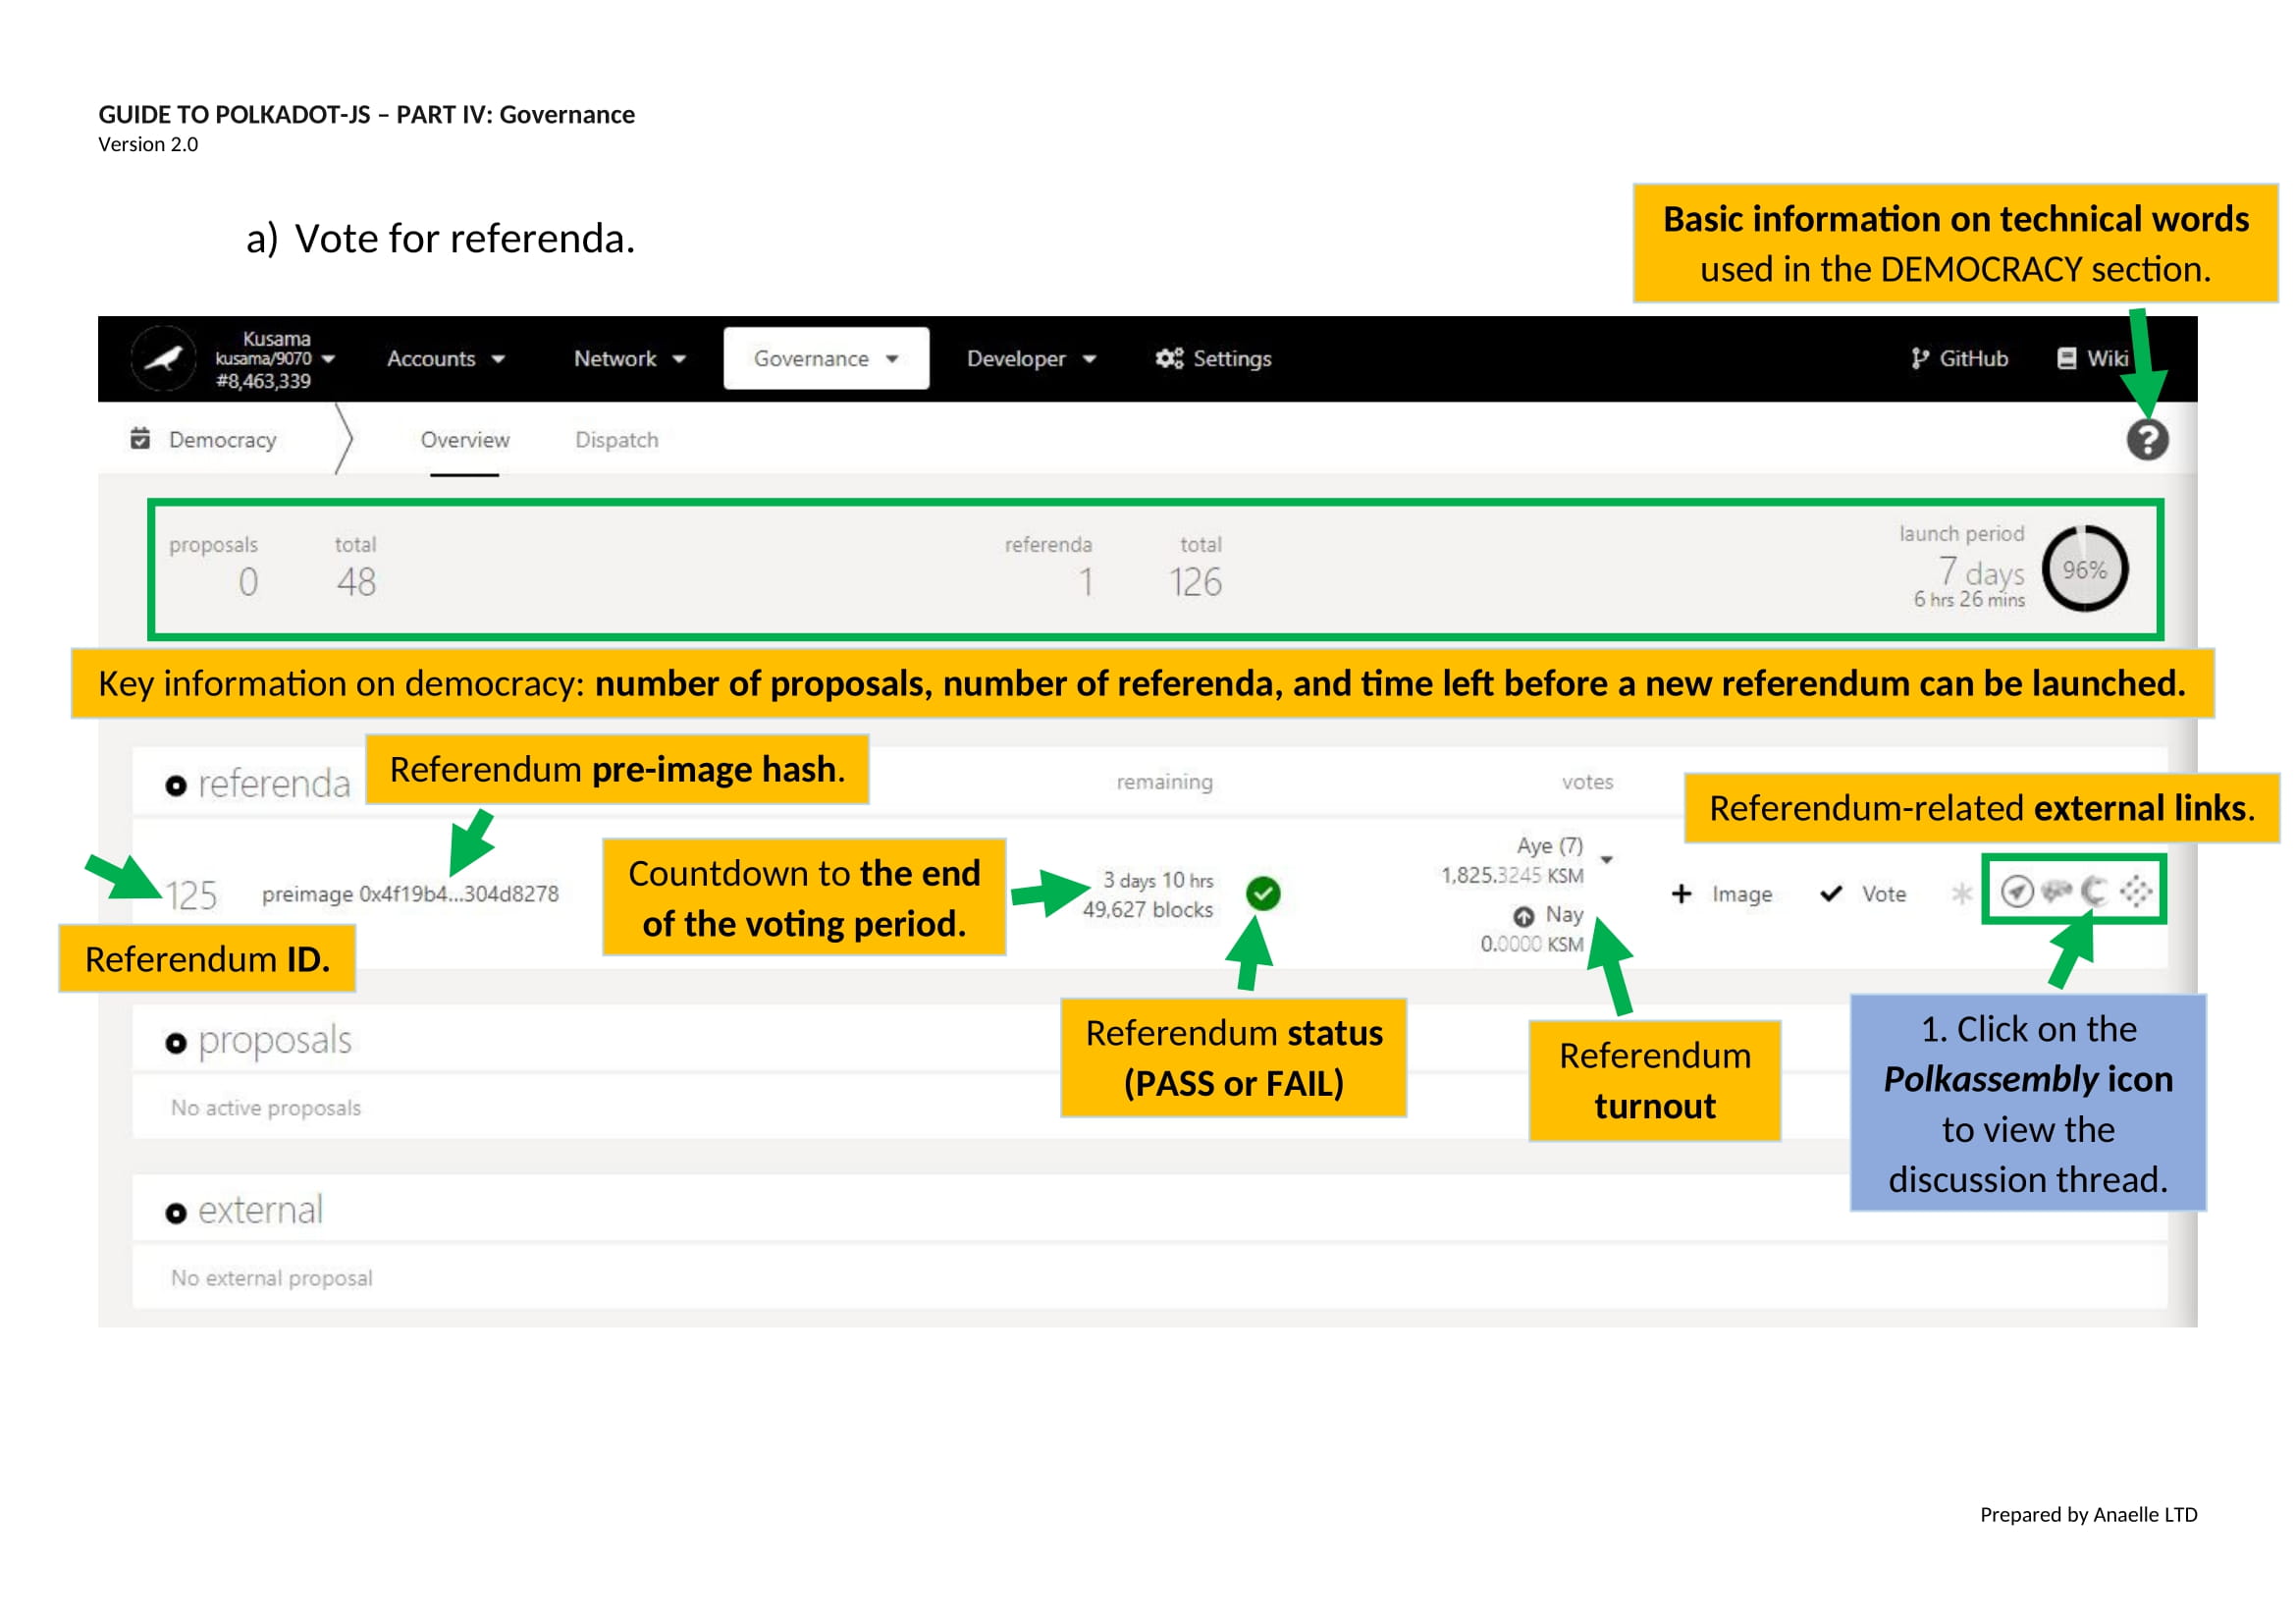 GUIDE TO POLKADOT-JS – PART IV: Governance
Version 2.0
a) Vote for referenda.
Basic information on technical words
used in the DEMOCRACY section.
Kusama
kusama/9070
#8,463,339
Accounts
Network
Governance
Developer
Settings
GitHub
Wiki
Democracy
Overview
Dispatch
?
proposals
0
total
48
referenda
1
total
126
launch period
7 days
6 hrs 26 mins
96%
Key information on democracy: number of proposals, number of referenda, and time left before a new referendum can be launched.
referenda
Referendum pre-image hash.
remaining
votes
Referendum-related external links.
125
preimage 0x4f19b4...304d8278
Countdown to the end
of the voting period.
3 days 10 hrs
49,627 blocks
Aye (7)
1,825.3245 KSM
Nay
0.0000 KSM
Image
Vote
Referendum ID.
Referendum status
(PASS or FAIL)
Referendum
turnout
1. Click on the
Polkassembly icon
to view the
discussion thread.
proposals
No active proposals
external
No external proposal
Prepared by Anaelle LTD